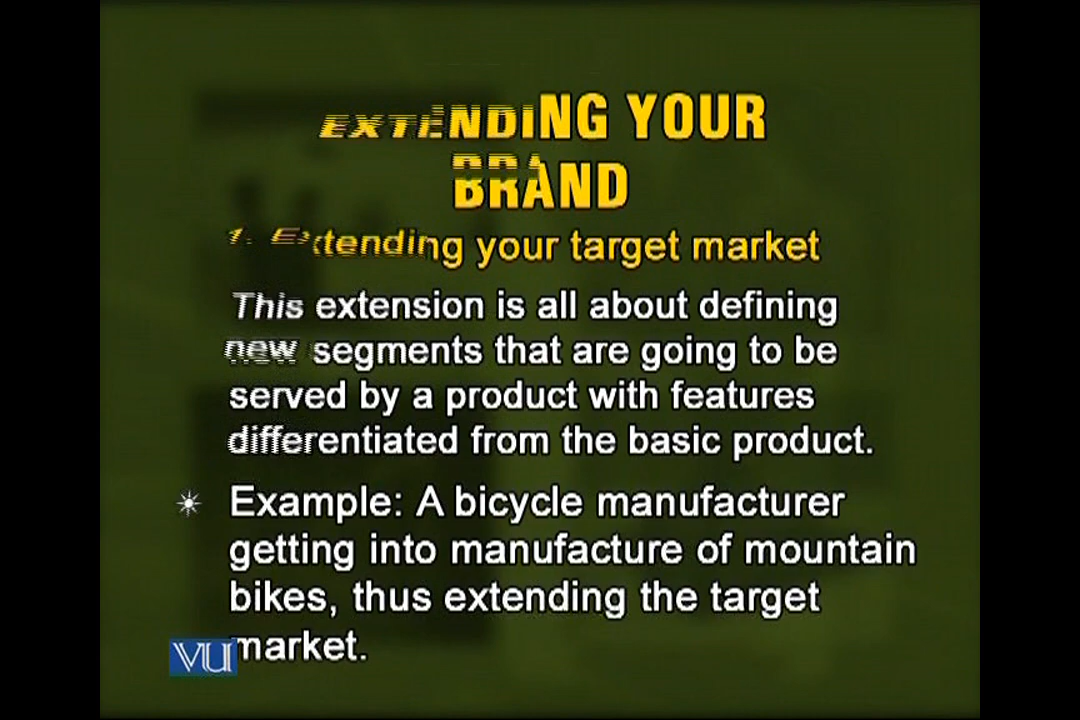 EXTENDING YOUR
BRAND
1. Extending your target market
This extension is all about defining
new segments that are going to be
served by a product with features
differentiated from the basic product.
Example: A bicycle manufacturer
getting into manufacture of mountain
bikes, thus extending the target
market.
VU